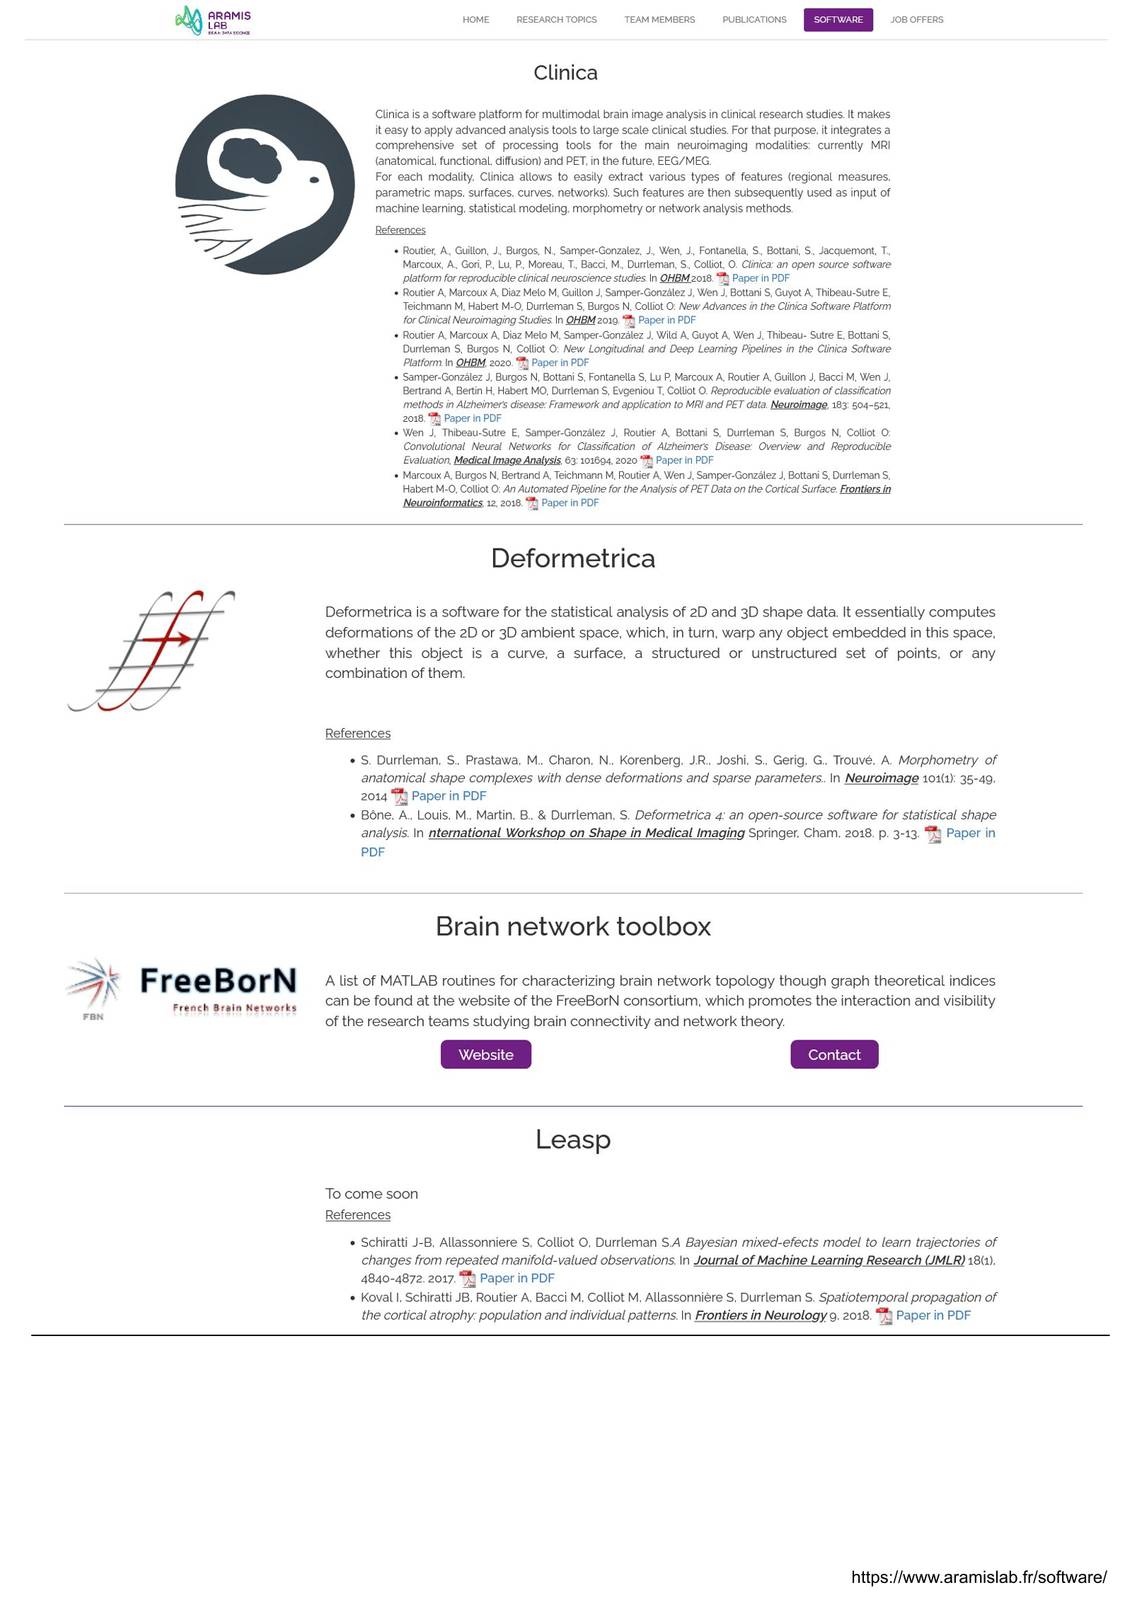 ARAMIS
LAB
BRAIN DATA SCIENCE
HOME RESEARCH TOPICS TEAM MEMBERS PUBLICATIONS SOFTWARE JOB OFFERS
Clinica
Clinica is a software platform for multimodal brain image analysis in clinical research studies. It makes
it easy to apply advanced analysis tools to large scale clinical studies. For that purpose, it integrates a
comprehensive set of processing tools for the main neuroimaging modalities: currently MRI
(anatomical, functional, diffusion) and PET, in the future, EEG/MEG.
For each modality, Clinica allows to easily extract various types of features (regional measures,
parametric maps, surfaces, curves, networks). Such features are then subsequently used as input of
machine learning, statistical modeling, morphometry or network analysis methods.
References
• Routier, A., Guillon, J., Burgos, N., Samper-Gonzalez, J., Wen, J., Fontanella, S., Bottani, S., Jacquemont, T.,
Marcoux, A., Gori, P., Lu, P., Moreau, T., Bacci, M., Durrleman, S., Colliot, O. Clinica: an open source software
platform for reproducible clinical neuroscience studies. In OHBM 2018. Paper in PDF
• Routier A, Marcoux A, Diaz Melo M, Guillon J, Samper-González J, Wen J, Bottani S, Guyot A, Thibeau-Sutre E,
Teichmann M, Habert M-O, Durrleman S, Burgos N, Colliot O: New Advances in the Clinica Software Platform
for Clinical Neuroimaging Studies. In OHBM 2019. Paper in PDF
• Routier A, Marcoux A, Diaz Melo M, Samper-González J, Wild A, Guyot A, Wen J, Thibeau- Sutre E, Bottani S,
Durrleman S, Burgos N, Colliot O: New Longitudinal and Deep Learning Pipelines in the Clinica Software
Platform. In OHBM, 2020. Paper in PDF
• Samper-González J, Burgos N, Bottani S, Fontanella S, Lu P, Marcoux A, Routier A, Guillon J, Bacci M, Wen J,
Bertrand A, Bertin H, Habert MO, Durrleman S, Evgeniou T, Colliot O. Reproducible evaluation of classification
methods in Alzheimer's disease: Framework and application to MRI and PET data. Neuroimage, 183: 504–521,
2018. Paper in PDF
• Wen J, Thibeau-Sutre E, Samper-González J, Routier A, Bottani S, Durrleman S, Burgos N, Colliot O:
Convolutional Neural Networks for Classification of Alzheimer's Disease: Overview and Reproducible
Evaluation, Medical Image Analysis, 63: 101694, 2020 Paper in PDF
• Marcoux A, Burgos N, Bertrand A, Teichmann M, Routier A, Wen J, Samper-González J, Bottani S, Durrleman S,
Habert M-O, Colliot O: An Automated Pipeline for the Analysis of PET Data on the Cortical Surface. Frontiers in
Neuroinformatics, 12, 2018. Paper in PDF
Deformetrica
Deformetrica is a software for the statistical analysis of 2D and 3D shape data. It essentially computes
deformations of the 2D or 3D ambient space, which, in turn, warp any object embedded in this space,
whether this object is a curve, a surface, a structured or unstructured set of points, or any
combination of them.
References
• S. Durrleman, S., Prastawa, M., Charon, N., Korenberg, J.R., Joshi, S., Gerig, G., Trouvé, A. Morphometry of
anatomical shape complexes with dense deformations and sparse parameters.. In Neuroimage 101(1): 35-49,
2014 Paper in PDF
• Bône, A., Louis, M., Martin, B., & Durrleman, S. Deformetrica 4: an open-source software for statistical shape
analysis. In nternational Workshop on Shape in Medical Imaging Springer, Cham, 2018. p. 3-13. Paper in
PDF
Brain network toolbox
FBN
FreeBorN
French Brain Networks
A list of MATLAB routines for characterizing brain network topology though graph theoretical indices
can be found at the website of the FreeBorN consortium, which promotes the interaction and visibility
of the research teams studying brain connectivity and network theory.
Website Contact
Leasp
To come soon
References
• Schiratti J-B, Allassonniere S, Colliot O, Durrleman S.A Bayesian mixed-efects model to learn trajectories of
changes from repeated manifold-valued observations. In Journal of Machine Learning Research (JMLR) 18(1),
4840-4872. 2017. Paper in PDF
• Koval I, Schiratti JB, Routier A, Bacci M, Colliot M, Allassonnière S, Durrleman S. Spatiotemporal propagation of
the cortical atrophy: population and individual patterns. In Frontiers in Neurology 9, 2018. Paper in PDF
https://www.aramislab.fr/software/